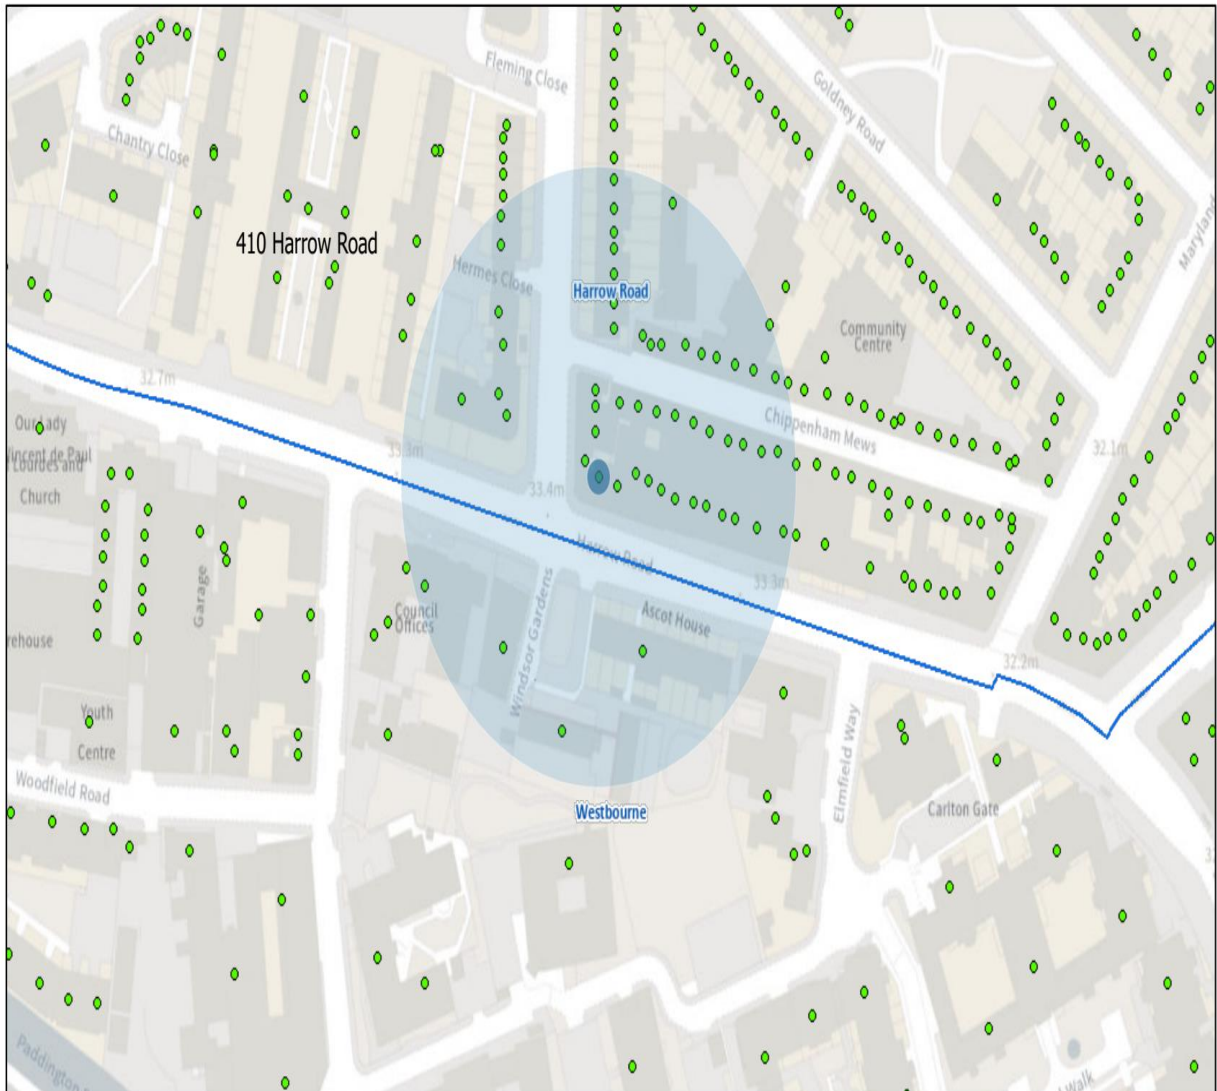 Fleming Close
Goldney Road
Chantry Close
Maryland
410 Harrow Road
Hermes Close
Harrow Road
Community
Centre
32.7m
Chippenham Mews
Our Lady
Vincent de Paul
Lourdes and
Church
33.3m
32.1m
33.4m
Harrow Road
33.3m
Garage
Council
Offices
Windsor Gardens
Ascot House
rehouse
32.2m
Youth
Centre
Elmfield Way
Woodfield Road
Westbourne
Carlton Gate
Paddington
Walk